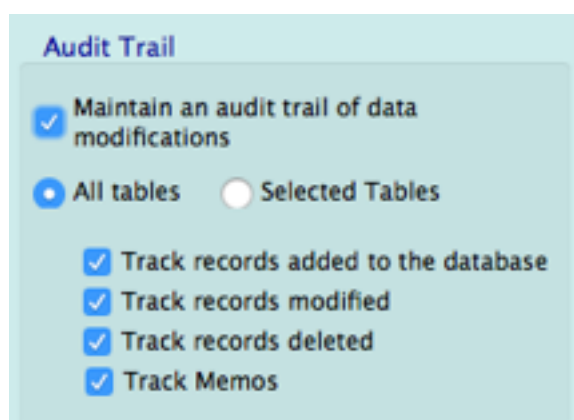 Audit Trail
Maintain an audit trail of data
modifications
All tables Selected Tables
Track records added to the database
Track records modified
Track records deleted
Track Memos